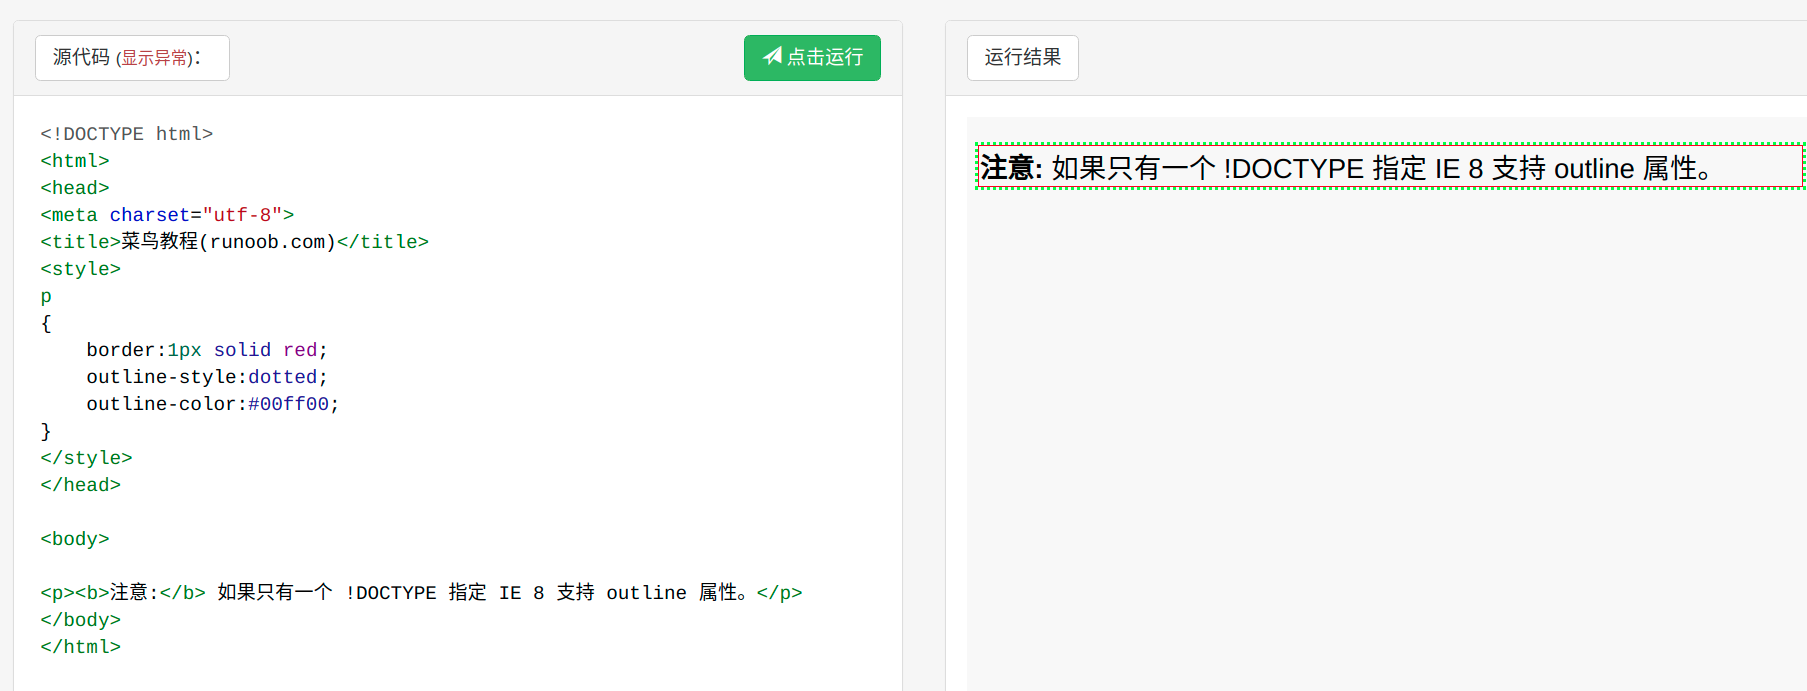 源代码 (显示异常)：
点击运行
<!DOCTYPE html>
<html>
<head>
<meta charset="utf-8">
<title>菜鸟教程(runoob.com)</title>
<style>
p
{
    border:1px solid red;
    outline-style:dotted;
    outline-color:#00ff00;
}
</style>
</head>
<body>
<p><b>注意:</b> 如果只有一个 !DOCTYPE 指定 IE 8 支持 outline 属性。</p>
</body>
</html>
运行结果
注意: 如果只有一个 !DOCTYPE 指定 IE 8 支持 outline 属性。